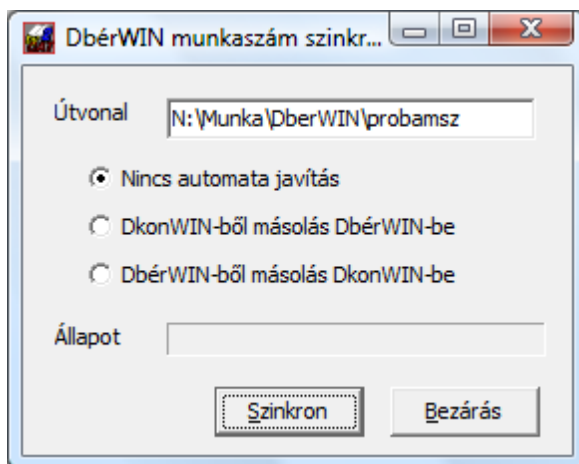 DbérWIN munkaszám szinkr...
Útvonal N:\Munka\DberWIN\probamsz
Nincs automata javítás
DkonWIN-ből másolás DbérWIN-be
DbérWIN-ből másolás DkonWIN-be
Állapot
Szinkron Bezárás